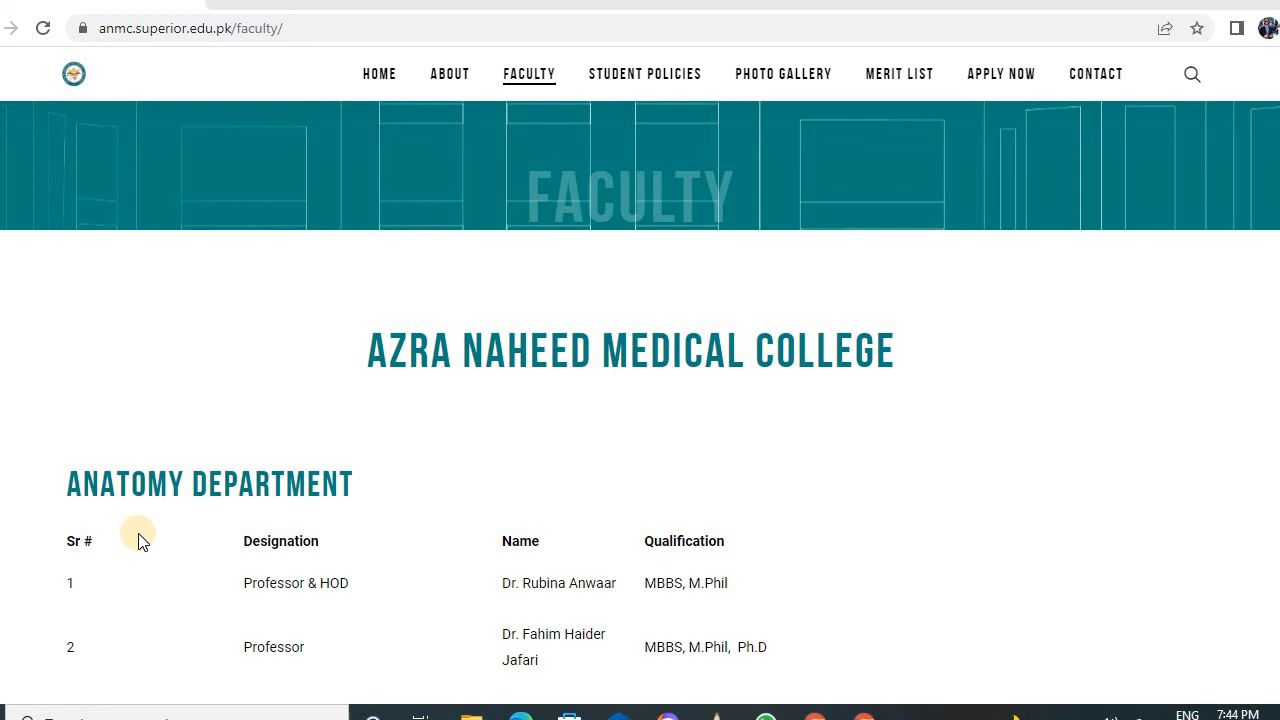 anmc.superior.edu.pk/faculty/
HOME ABOUT FACULTY STUDENT POLICIES PHOTO GALLERY MERIT LIST APPLY NOW CONTACT
FACULTY
AZRA NAHEED MEDICAL COLLEGE
ANATOMY DEPARTMENT
Sr # Designation Name Qualification
1 Professor & HOD Dr. Rubina Anwaar MBBS, M.Phil
2 Professor Dr. Fahim Haider Jafari MBBS, M.Phil, Ph.D
ENG 7:44 PM